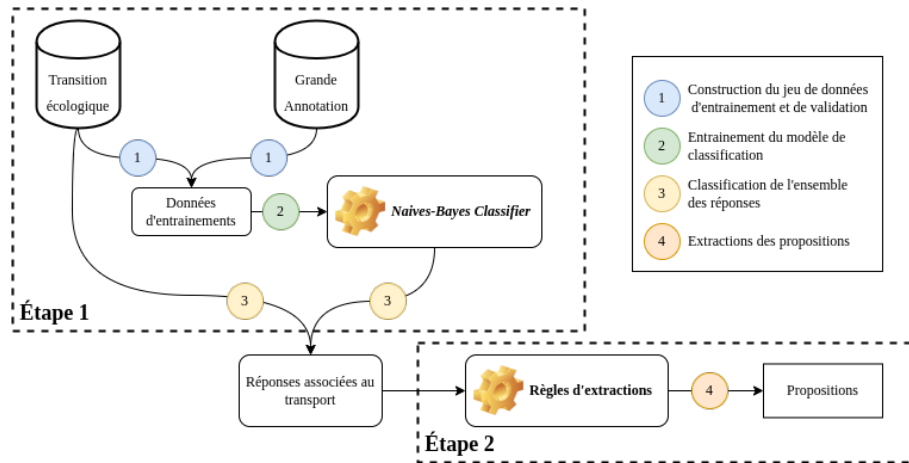 Transition
écologique
Grande
Annotation
1
1
Données
d'entrainements
2
Naives-Bayes Classifier
3
3
Étape 1
Réponses associées au
transport
Règles d'extractions
4
Propositions
Étape 2
1
Construction du jeu de données
d'entrainement et de validation
2
Entrainement du modèle de
classification
3
Classification de l'ensemble
des réponses
4
Extractions des propositions